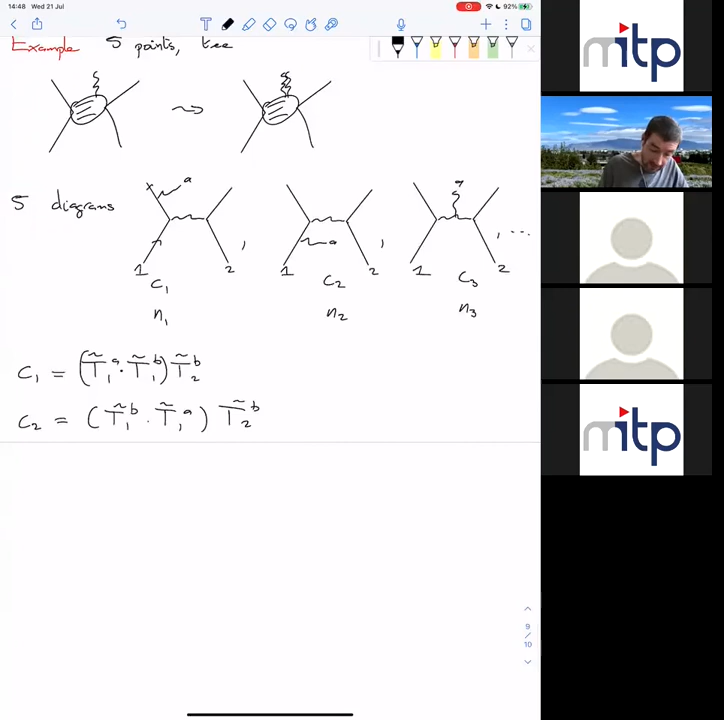 14:48 Wed 21 Jul
92%
Example 5 points, tree
5 diagrams
a
a
a
, , , ...
1 2 1 2 1 2
c₁ c₂ c₃
n₁ n₂ n₃
c₁ = (T̃₁ᵃ · T̃₁ᵇ) T̃₂ᵇ
c₂ = (T̃₁ᵇ · T̃₁ᵃ) T̃₂ᵇ
9
/
10
mitp
mitp